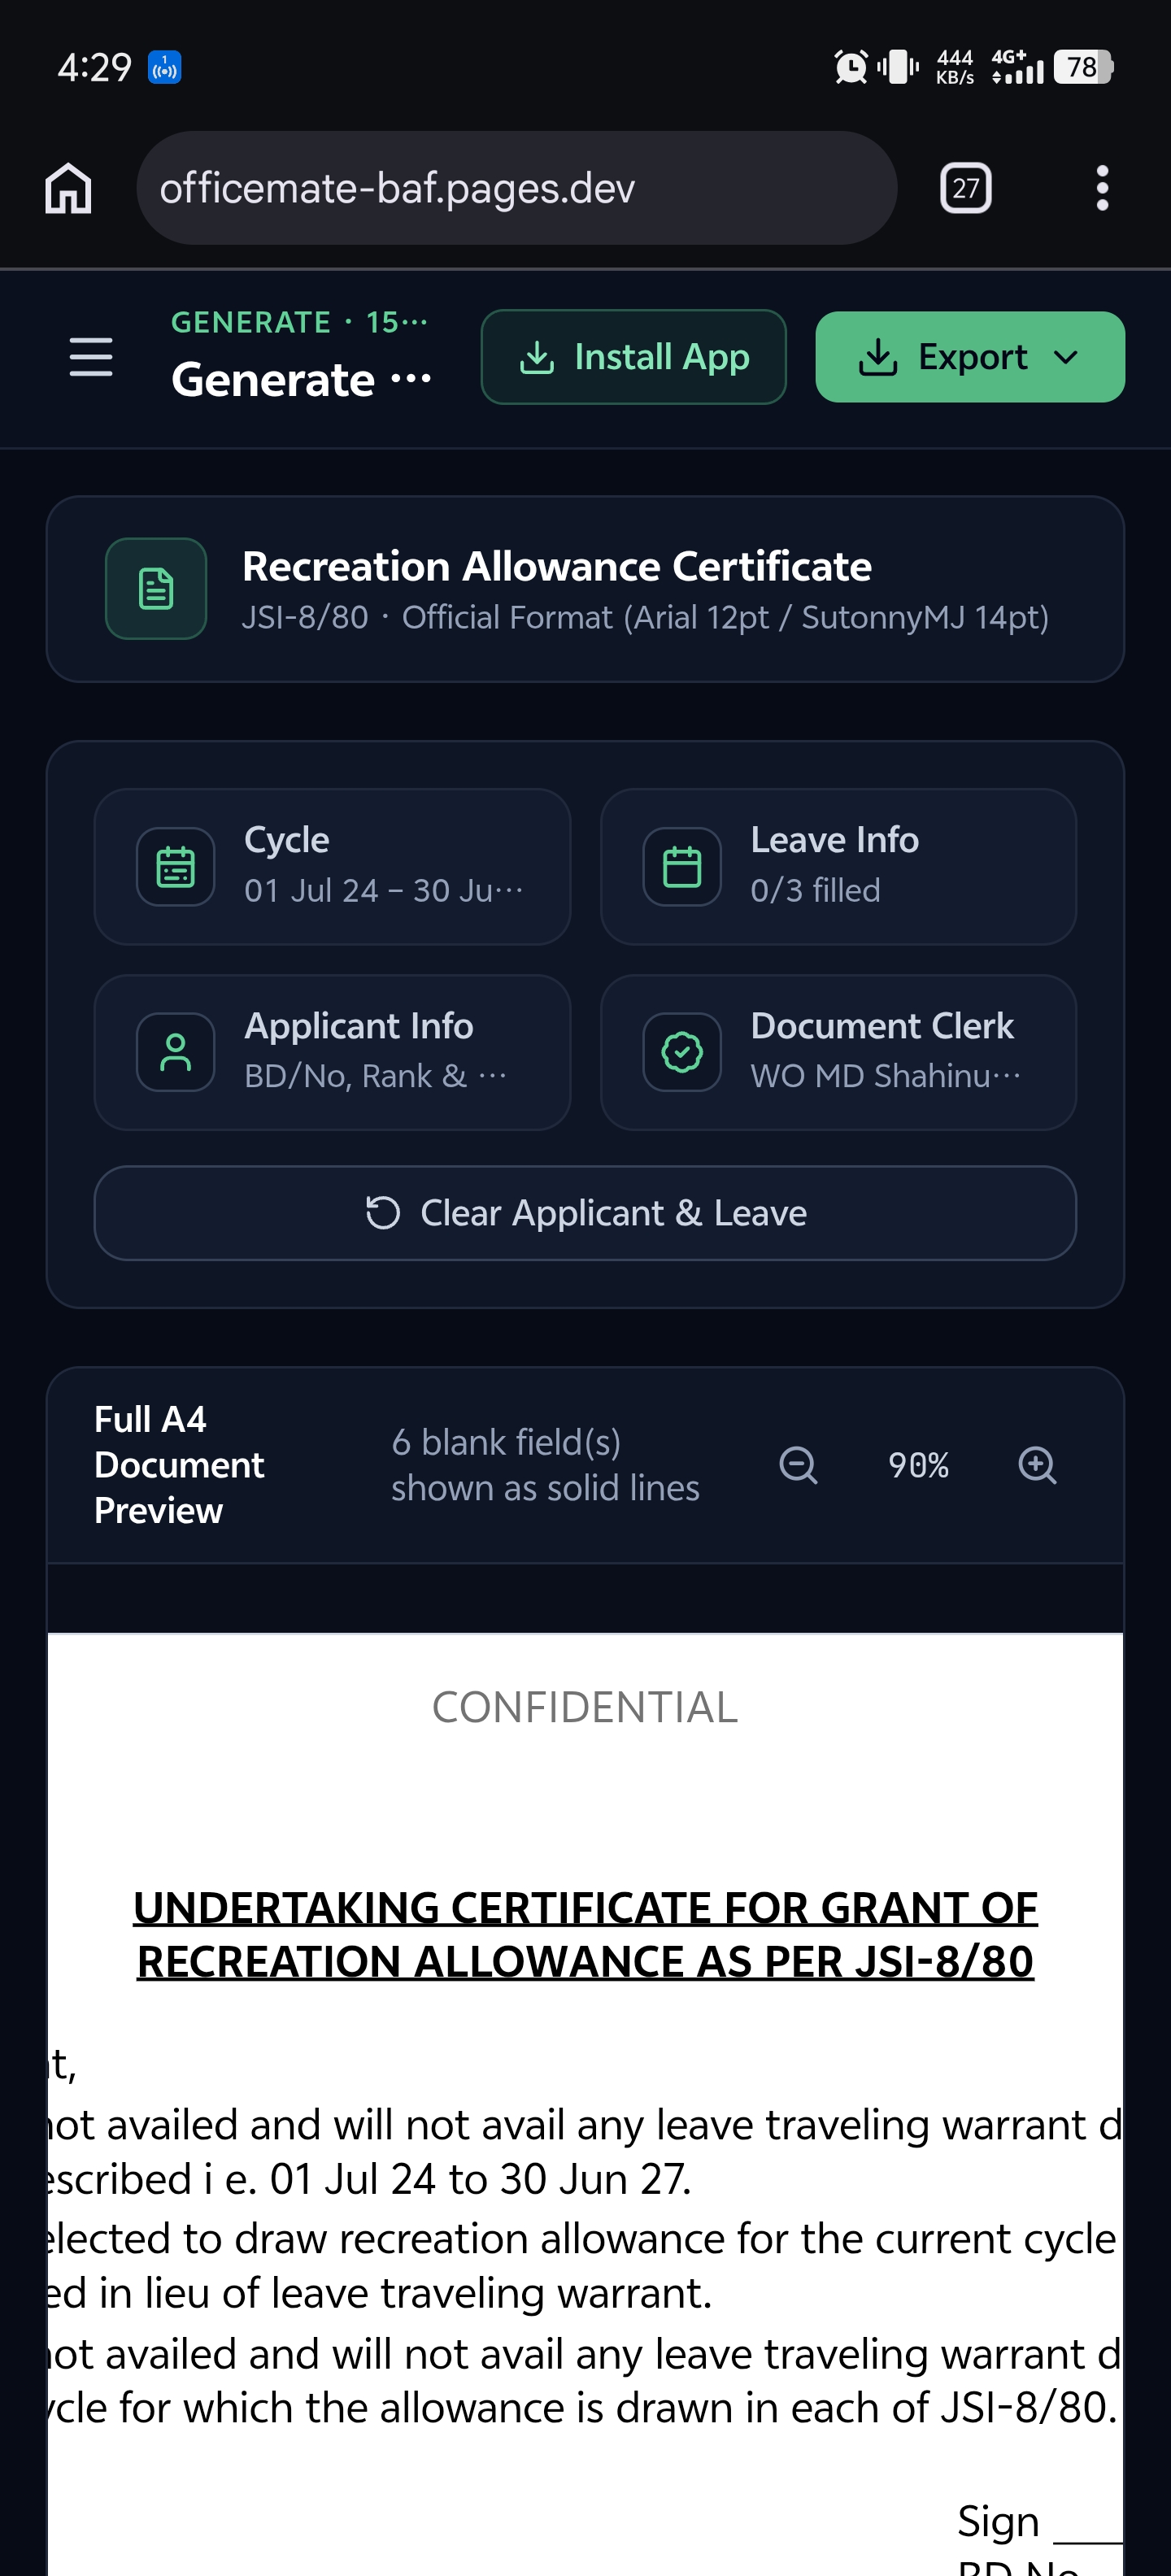 4:29
1
444
KB/s
4G+
78
officemate-baf.pages.dev
27
GENERATE · 15···
Generate ···
Install App
Export
Recreation Allowance Certificate
JSI-8/80 · Official Format (Arial 12pt / SutonnyMJ 14pt)
Cycle
01 Jul 24 – 30 Ju···
Leave Info
0/3 filled
Applicant Info
BD/No, Rank & ···
Document Clerk
WO MD Shahinu···
Clear Applicant & Leave
Full A4
Document
Preview
6 blank field(s)
shown as solid lines
90%
CONFIDENTIAL
UNDERTAKING CERTIFICATE FOR GRANT OF
RECREATION ALLOWANCE AS PER JSI-8/80
t,
not availed and will not avail any leave traveling warrant d
escribed i e. 01 Jul 24 to 30 Jun 27.
elected to draw recreation allowance for the current cycle
ed in lieu of leave traveling warrant.
not availed and will not avail any leave traveling warrant d
ycle for which the allowance is drawn in each of JSI-8/80.
Sign ____
BD No